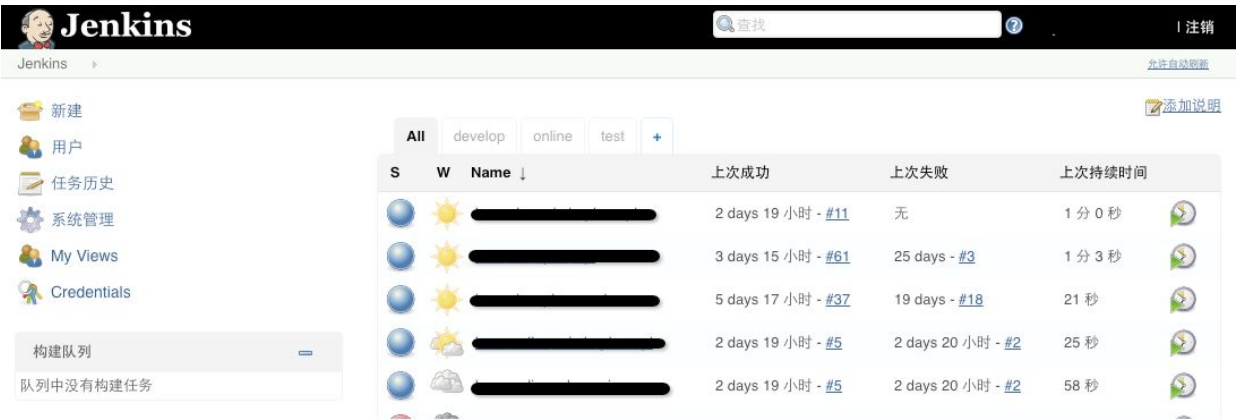 Jenkins
查找
| 注销
Jenkins
允许自动刷新
新建
用户
任务历史
系统管理
My Views
Credentials
构建队列
队列中没有构建任务
添加说明
All develop online test +
S W Name ↓ 上次成功 上次失败 上次持续时间
2 days 19 小时 - #11 无 1 分 0 秒
3 days 15 小时 - #61 25 days - #3 1 分 3 秒
5 days 17 小时 - #37 19 days - #18 21 秒
2 days 19 小时 - #5 2 days 20 小时 - #2 25 秒
2 days 19 小时 - #5 2 days 20 小时 - #2 58 秒